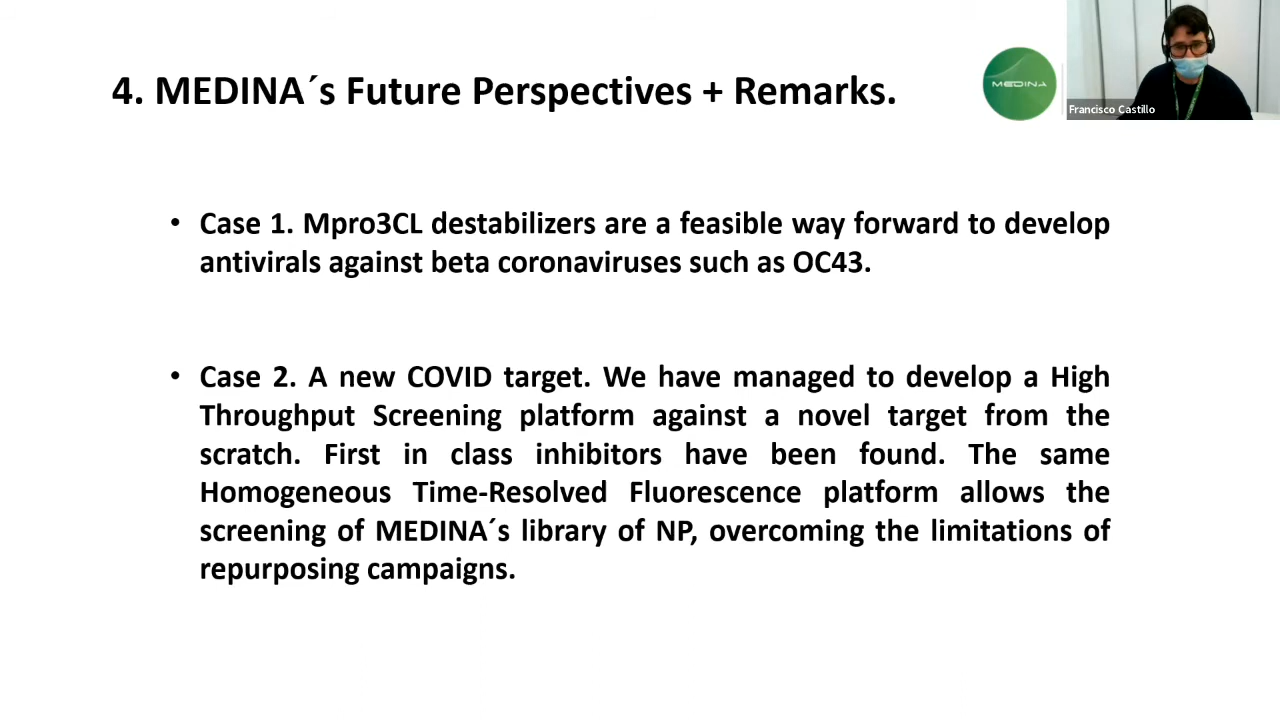 4. MEDINA´s Future Perspectives + Remarks.
MEDINA
Francisco Castillo
• Case 1. Mpro3CL destabilizers are a feasible way forward to develop
antivirals against beta coronaviruses such as OC43.
• Case 2. A new COVID target. We have managed to develop a High
Throughput Screening platform against a novel target from the
scratch. First in class inhibitors have been found. The same
Homogeneous Time-Resolved Fluorescence platform allows the
screening of MEDINA´s library of NP, overcoming the limitations of
repurposing campaigns.